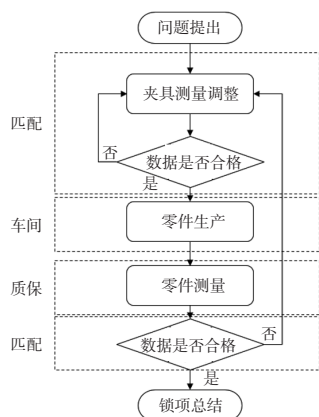 问题提出
夹具测量调整
匹配
否
数据是否合格
是
车间
零件生产
质保
零件测量
匹配
数据是否合格
否
是
锁项总结